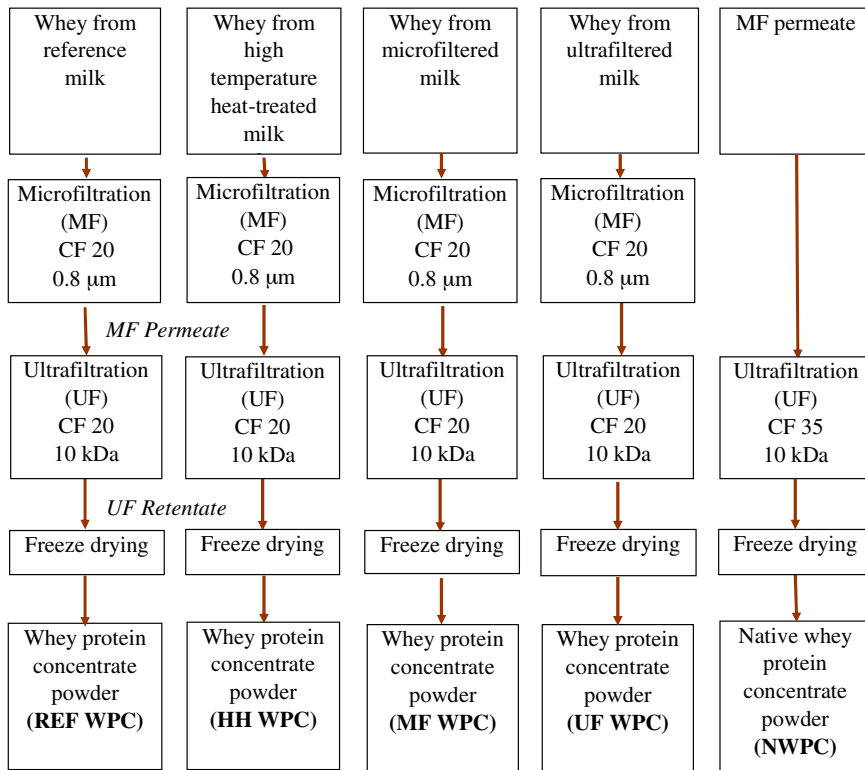 Whey from
reference
milk
Whey from
high
temperature
heat-treated
milk
Whey from
microfiltered
milk
Whey from
ultrafiltered
milk
MF permeate
Microfiltration
(MF)
CF 20
0.8 µm
Microfiltration
(MF)
CF 20
0.8 µm
Microfiltration
(MF)
CF 20
0.8 µm
Microfiltration
(MF)
CF 20
0.8 µm
MF Permeate
Ultrafiltration
(UF)
CF 20
10 kDa
Ultrafiltration
(UF)
CF 20
10 kDa
Ultrafiltration
(UF)
CF 20
10 kDa
Ultrafiltration
(UF)
CF 20
10 kDa
Ultrafiltration
(UF)
CF 35
10 kDa
UF Retentate
Freeze drying
Freeze drying
Freeze drying
Freeze drying
Freeze drying
Whey protein
concentrate
powder
(REF WPC)
Whey protein
concentrate
powder
(HH WPC)
Whey protein
concentrate
powder
(MF WPC)
Whey protein
concentrate
powder
(UF WPC)
Native whey
protein
concentrate
powder
(NWPC)